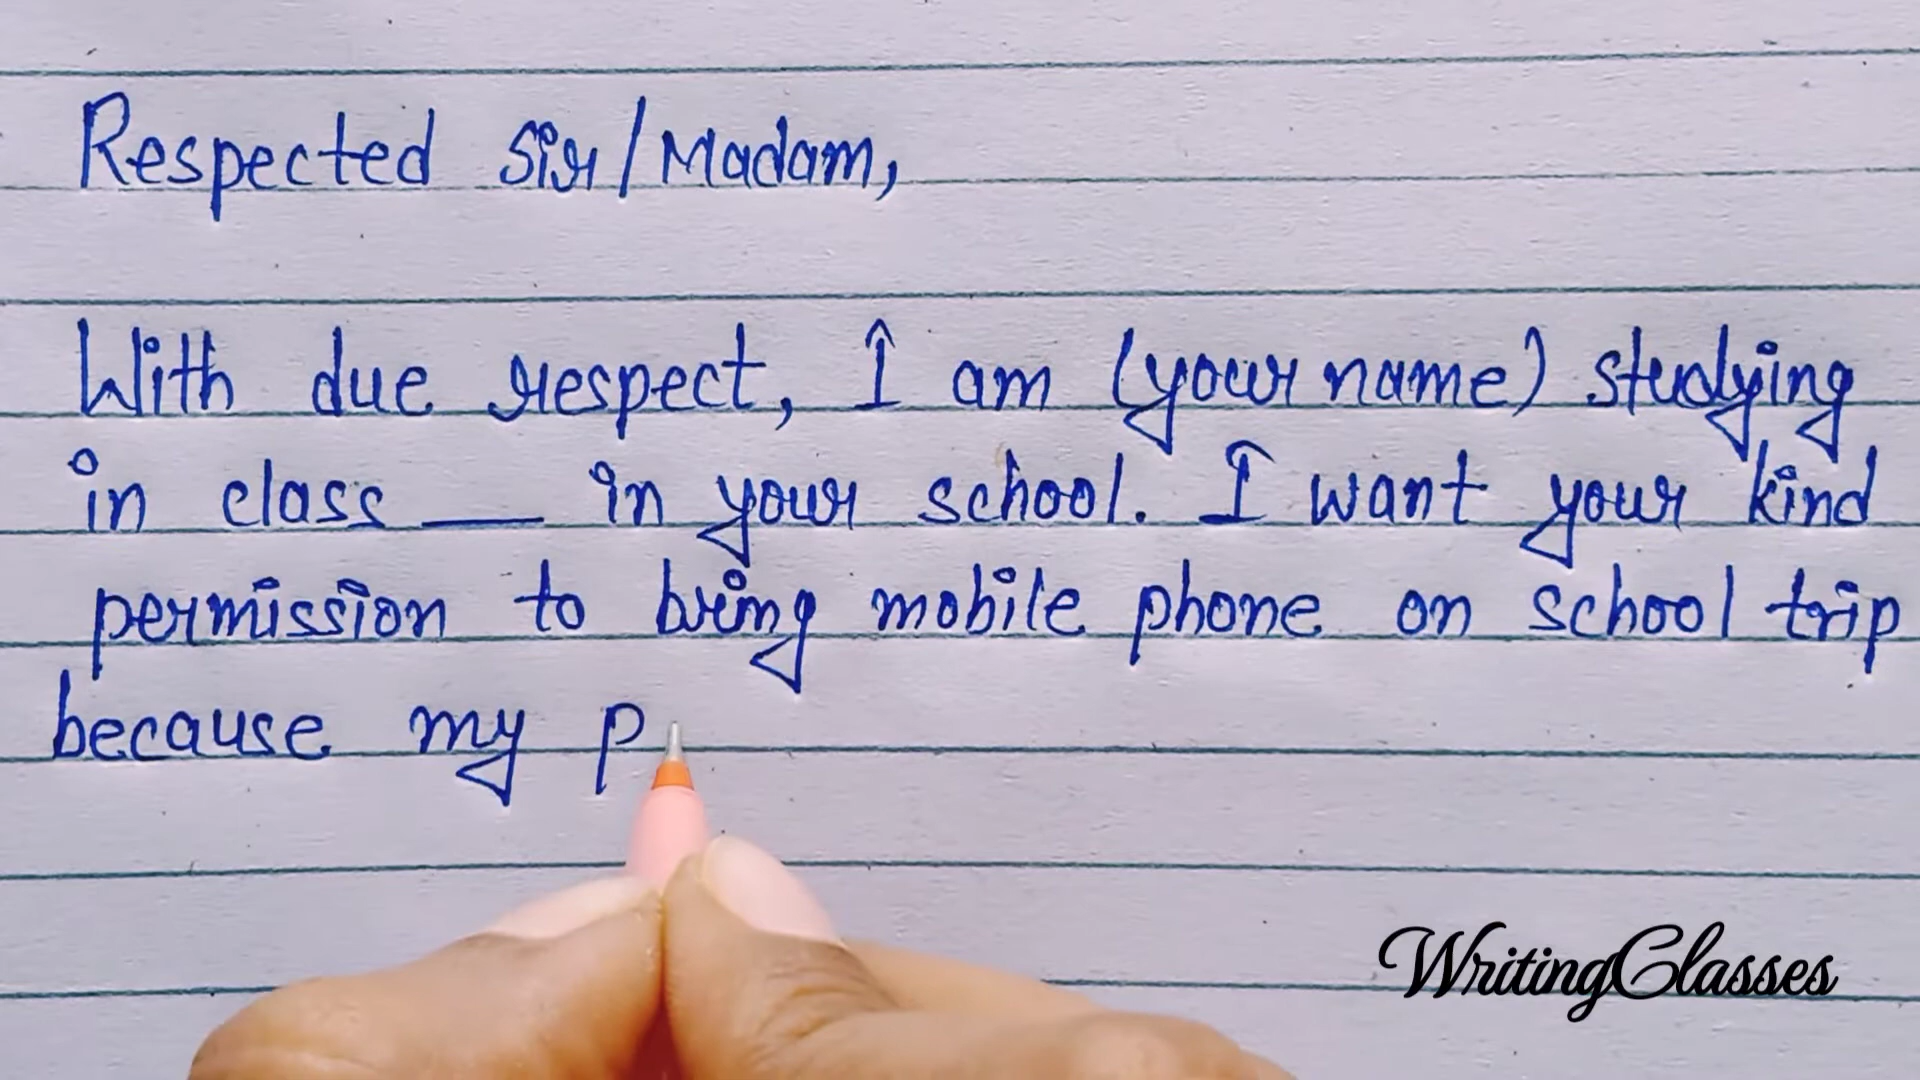 Respected Sir/Madam,
With due respect, I am (your name) studying
in class ___ in your school. I want your kind
permission to bring mobile phone on school trip
because my p
WritingClasses